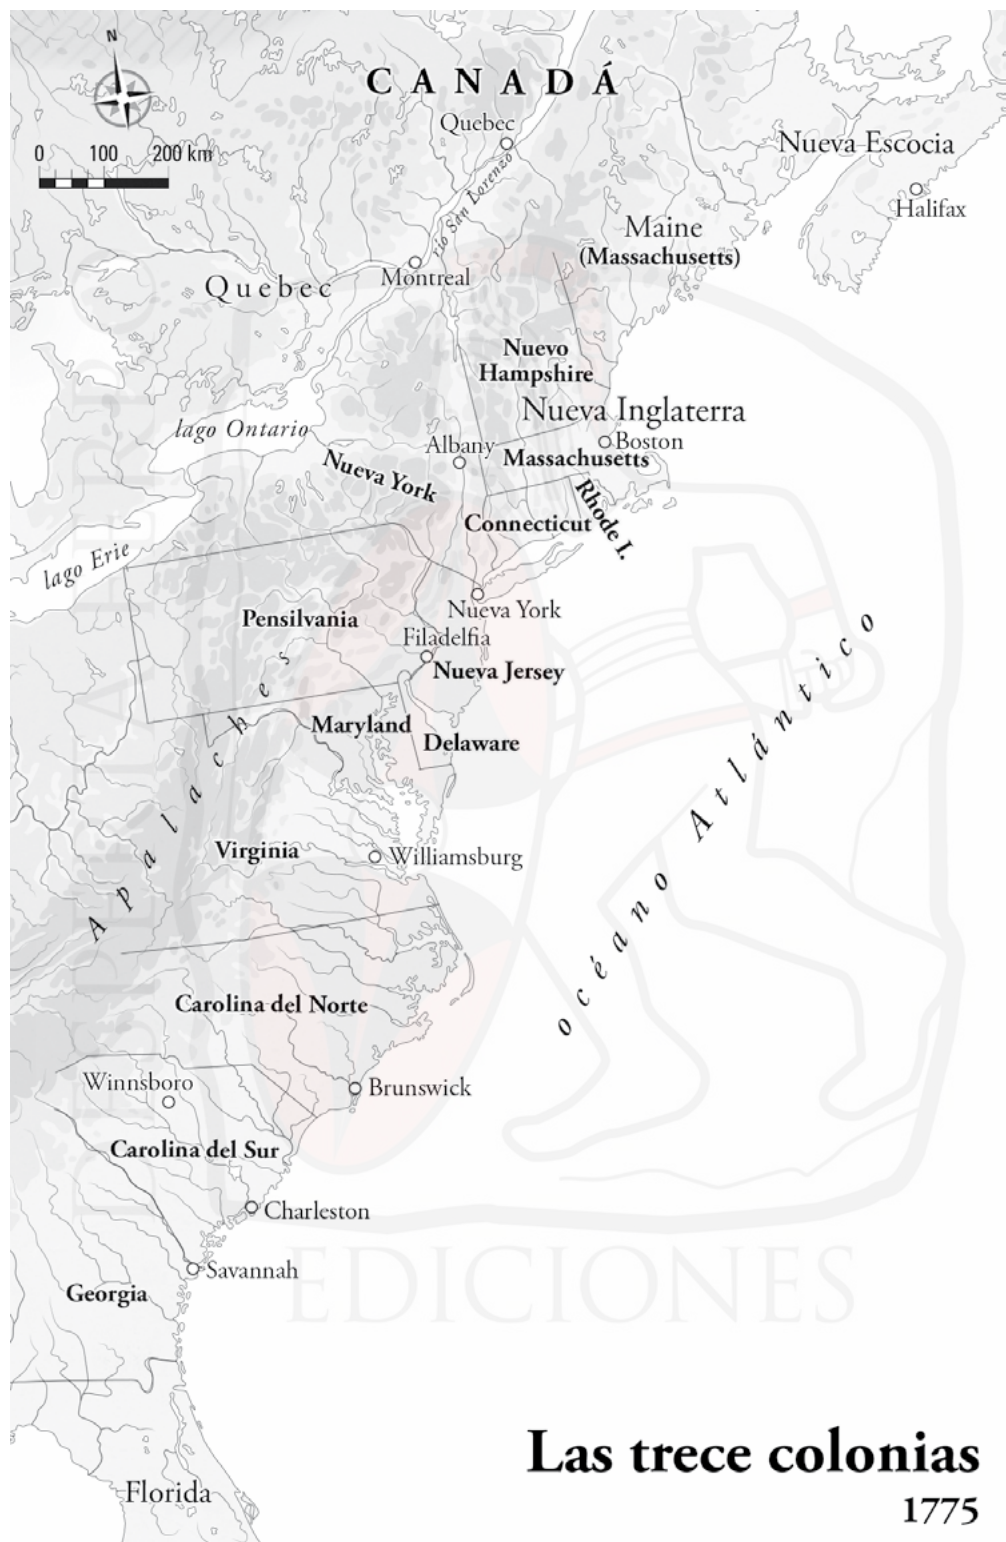 N
CANADÁ
Quebec
0 100 200 km
Nueva Escocia
río San Lorenzo
Halifax
Maine
(Massachusetts)
Montreal
Quebec
Nuevo
Hampshire
Nueva Inglaterra
lago Ontario
Albany
Boston
Massachusetts
Nueva York
Rhode I.
Connecticut
lago Erie
Nueva York
Pensilvania
Filadelfia
Nueva Jersey
océano Atlántico
Apalaches
Maryland
Delaware
Virginia
Williamsburg
Carolina del Norte
Winnsboro
Brunswick
Carolina del Sur
Charleston
Savannah
EDICIONES
Georgia
Las trece colonias
1775
Florida